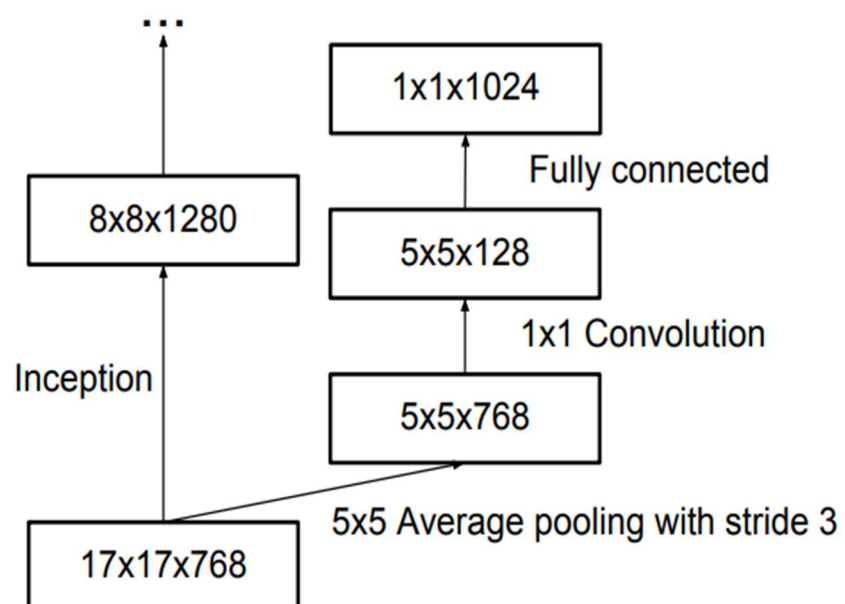 ...
1x1x1024
Fully connected
8x8x1280
5x5x128
1x1 Convolution
Inception
5x5x768
5x5 Average pooling with stride 3
17x17x768